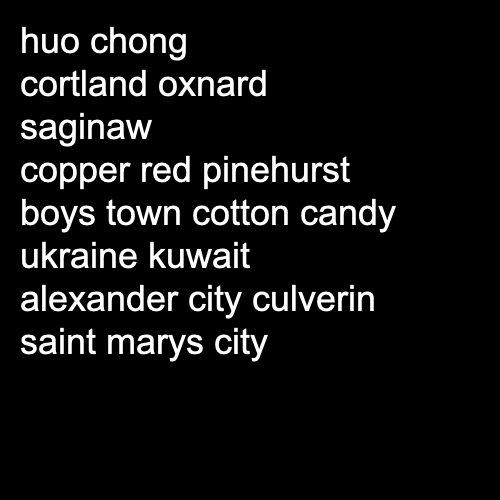 huo chong
cortland oxnard
saginaw
copper red pinehurst
boys town cotton candy
ukraine kuwait
alexander city culverin
saint marys city